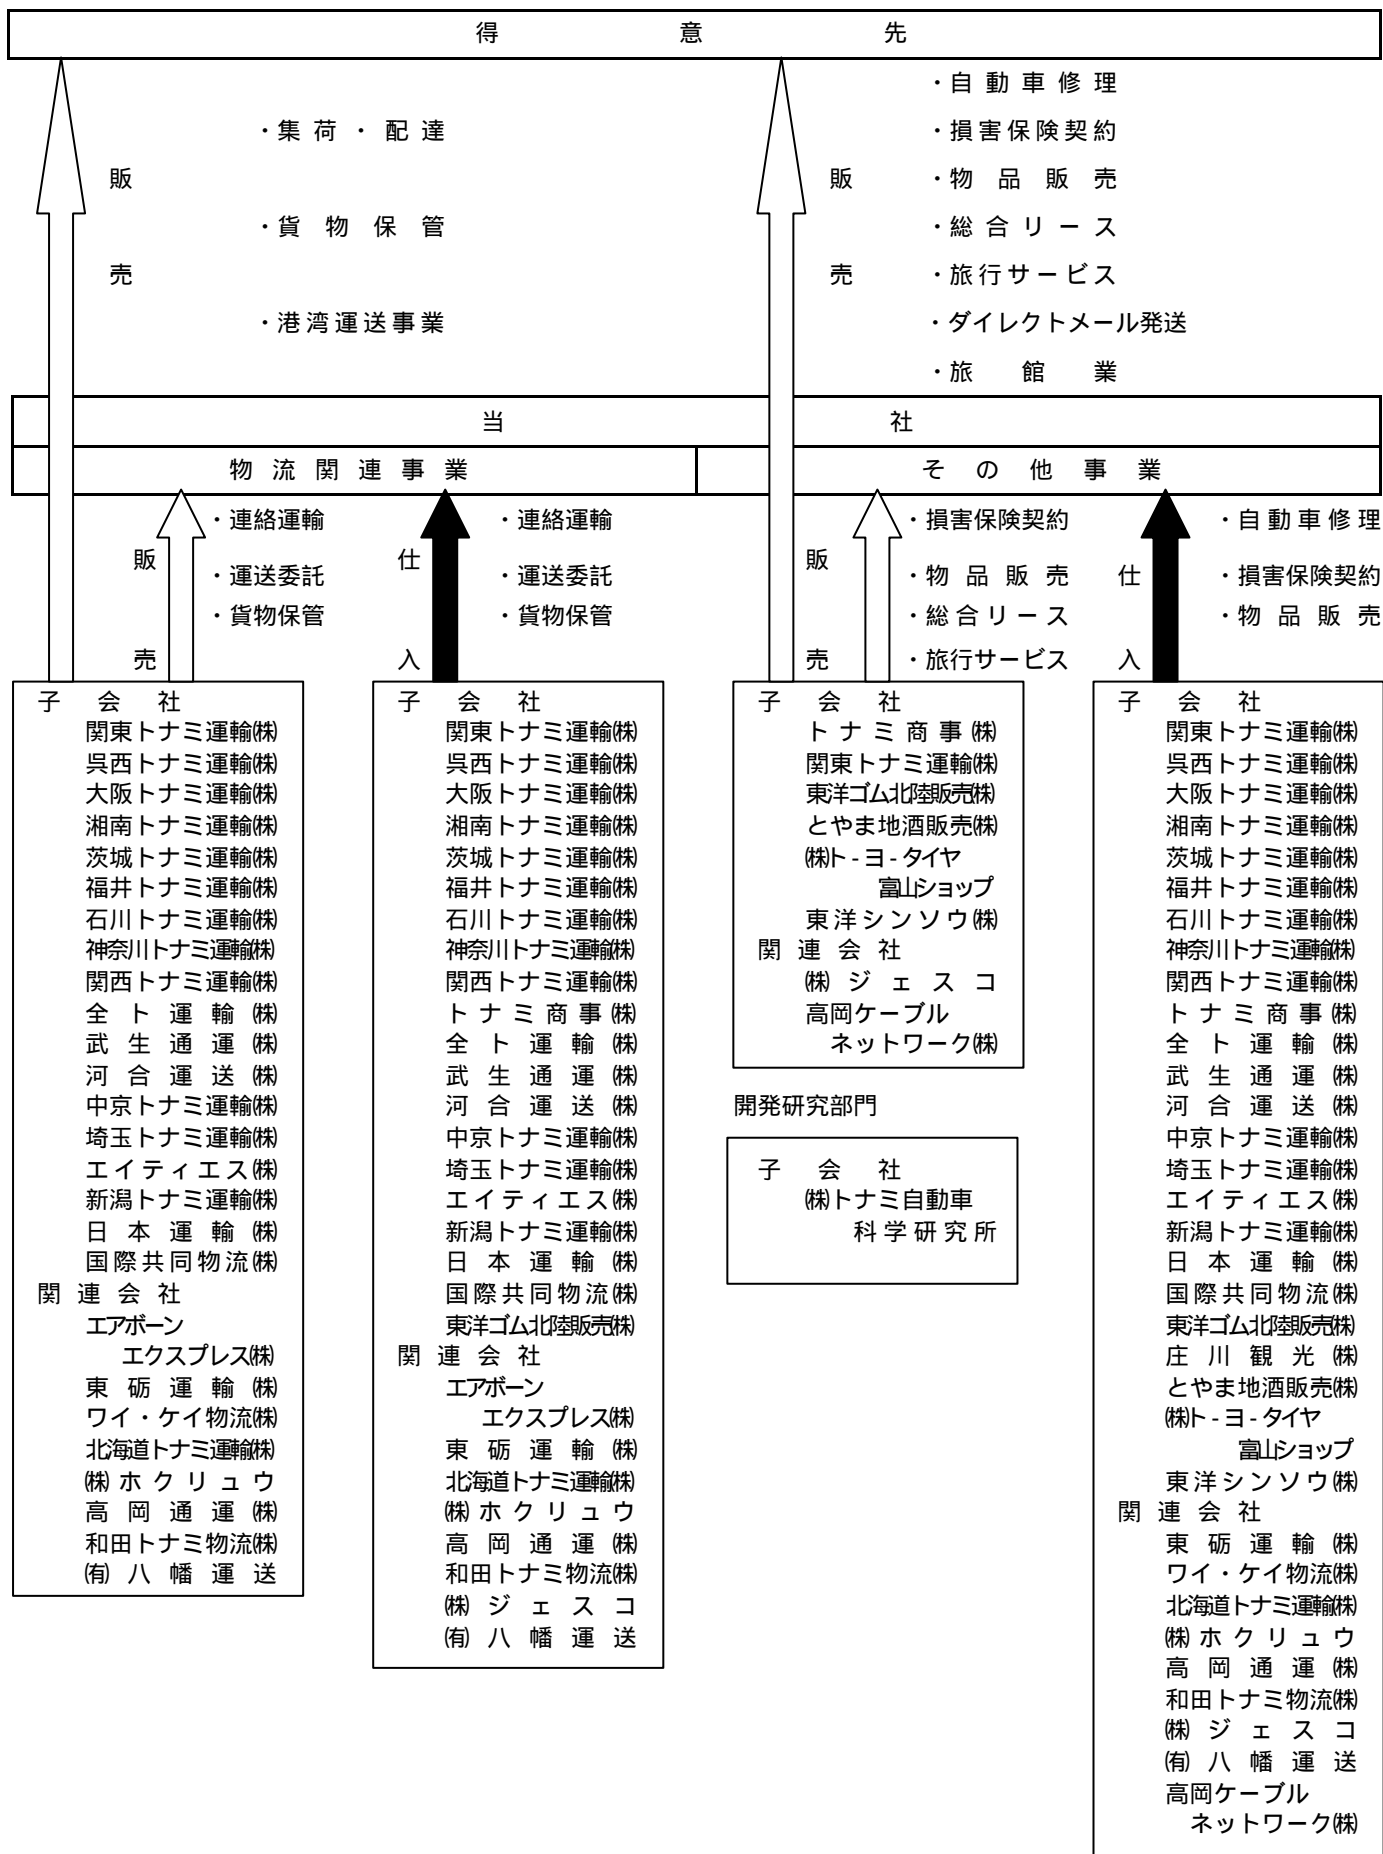 得意先
販売
・集荷・配達
・貨物保管
・港湾運送事業
販売
・自動車修理
・損害保険契約
・物品販売
・総合リース
・旅行サービス
・ダイレクトメール発送
・旅館業
当社
物流関連事業
その他事業
販売
・連絡運輸
・運送委託
・貨物保管
仕入
・連絡運輸
・運送委託
・貨物保管
販売
・損害保険契約
・物品販売
・総合リース
・旅行サービス
仕入
・自動車修理
・損害保険契約
・物品販売
子会社
関東トナミ運輸㈱
呉西トナミ運輸㈱
大阪トナミ運輸㈱
湘南トナミ運輸㈱
茨城トナミ運輸㈱
福井トナミ運輸㈱
石川トナミ運輸㈱
神奈川トナミ運輸㈱
関西トナミ運輸㈱
全ト運輸㈱
武生通運㈱
河合運送㈱
中京トナミ運輸㈱
埼玉トナミ運輸㈱
エイティエス㈱
新潟トナミ運輸㈱
日本運輸㈱
国際共同物流㈱
関連会社
エアボーン
エクスプレス㈱
東砺運輸㈱
ワイ・ケイ物流㈱
北海道トナミ運輸㈱
㈱ホクリュウ
高岡通運㈱
和田トナミ物流㈱
㈲八幡運送
子会社
関東トナミ運輸㈱
呉西トナミ運輸㈱
大阪トナミ運輸㈱
湘南トナミ運輸㈱
茨城トナミ運輸㈱
福井トナミ運輸㈱
石川トナミ運輸㈱
神奈川トナミ運輸㈱
関西トナミ運輸㈱
トナミ商事㈱
全ト運輸㈱
武生通運㈱
河合運送㈱
中京トナミ運輸㈱
埼玉トナミ運輸㈱
エイティエス㈱
新潟トナミ運輸㈱
日本運輸㈱
国際共同物流㈱
東洋ゴム北陸販売㈱
関連会社
エアボーン
エクスプレス㈱
東砺運輸㈱
北海道トナミ運輸㈱
㈱ホクリュウ
高岡通運㈱
和田トナミ物流㈱
㈱ジェスコ
㈲八幡運送
子会社
トナミ商事㈱
関東トナミ運輸㈱
東洋ゴム北陸販売㈱
とやま地酒販売㈱
㈱ト-ヨ-タイヤ
富山ショップ
東洋シンソウ㈱
関連会社
㈱ジェスコ
高岡ケーブル
ネットワーク㈱
開発研究部門
子会社
㈱トナミ自動車
科学研究所
子会社
関東トナミ運輸㈱
呉西トナミ運輸㈱
大阪トナミ運輸㈱
湘南トナミ運輸㈱
茨城トナミ運輸㈱
福井トナミ運輸㈱
石川トナミ運輸㈱
神奈川トナミ運輸㈱
関西トナミ運輸㈱
トナミ商事㈱
全ト運輸㈱
武生通運㈱
河合運送㈱
中京トナミ運輸㈱
埼玉トナミ運輸㈱
エイティエス㈱
新潟トナミ運輸㈱
日本運輸㈱
国際共同物流㈱
東洋ゴム北陸販売㈱
庄川観光㈱
とやま地酒販売㈱
㈱ト-ヨ-タイヤ
富山ショップ
東洋シンソウ㈱
関連会社
東砺運輸㈱
ワイ・ケイ物流㈱
北海道トナミ運輸㈱
㈱ホクリュウ
高岡通運㈱
和田トナミ物流㈱
㈱ジェスコ
㈲八幡運送
高岡ケーブル
ネットワーク㈱